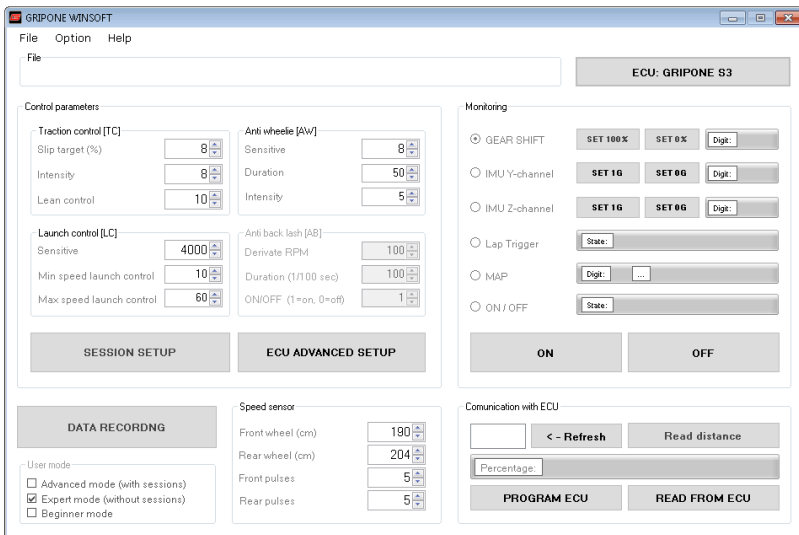 GRIPONE WINSOFT
File Option Help
File
ECU: GRIPONE S3
Control parameters
Traction control [TC]
Slip target (%) 8
Intensity 8
Lean control 10
Anti wheelie [AW]
Sensitive 8
Duration 50
Intensity 5
Launch control [LC]
Sensitive 4000
Min speed launch control 10
Max speed launch control 60
Anti back lash [AB]
Derivate RPM 100
Duration (1/100 sec) 100
ON/OFF (1=on, 0=off) 1
SESSION SETUP
ECU ADVANCED SETUP
Monitoring
GEAR SHIFT SET 100% SET 0% Digit:
IMU Y-channel SET 1G SET 0G Digit:
IMU Z-channel SET 1G SET 0G Digit:
Lap Trigger State:
MAP Digit: ...
ON / OFF State:
ON OFF
DATA RECORDNG
User mode
Advanced mode (with sessions)
Expert mode (without sessions)
Beginner mode
Speed sensor
Front wheel (cm) 190
Rear wheel (cm) 204
Front pulses 5
Rear pulses 5
Comunication with ECU
<- Refresh Read distance
Percentage:
PROGRAM ECU READ FROM ECU